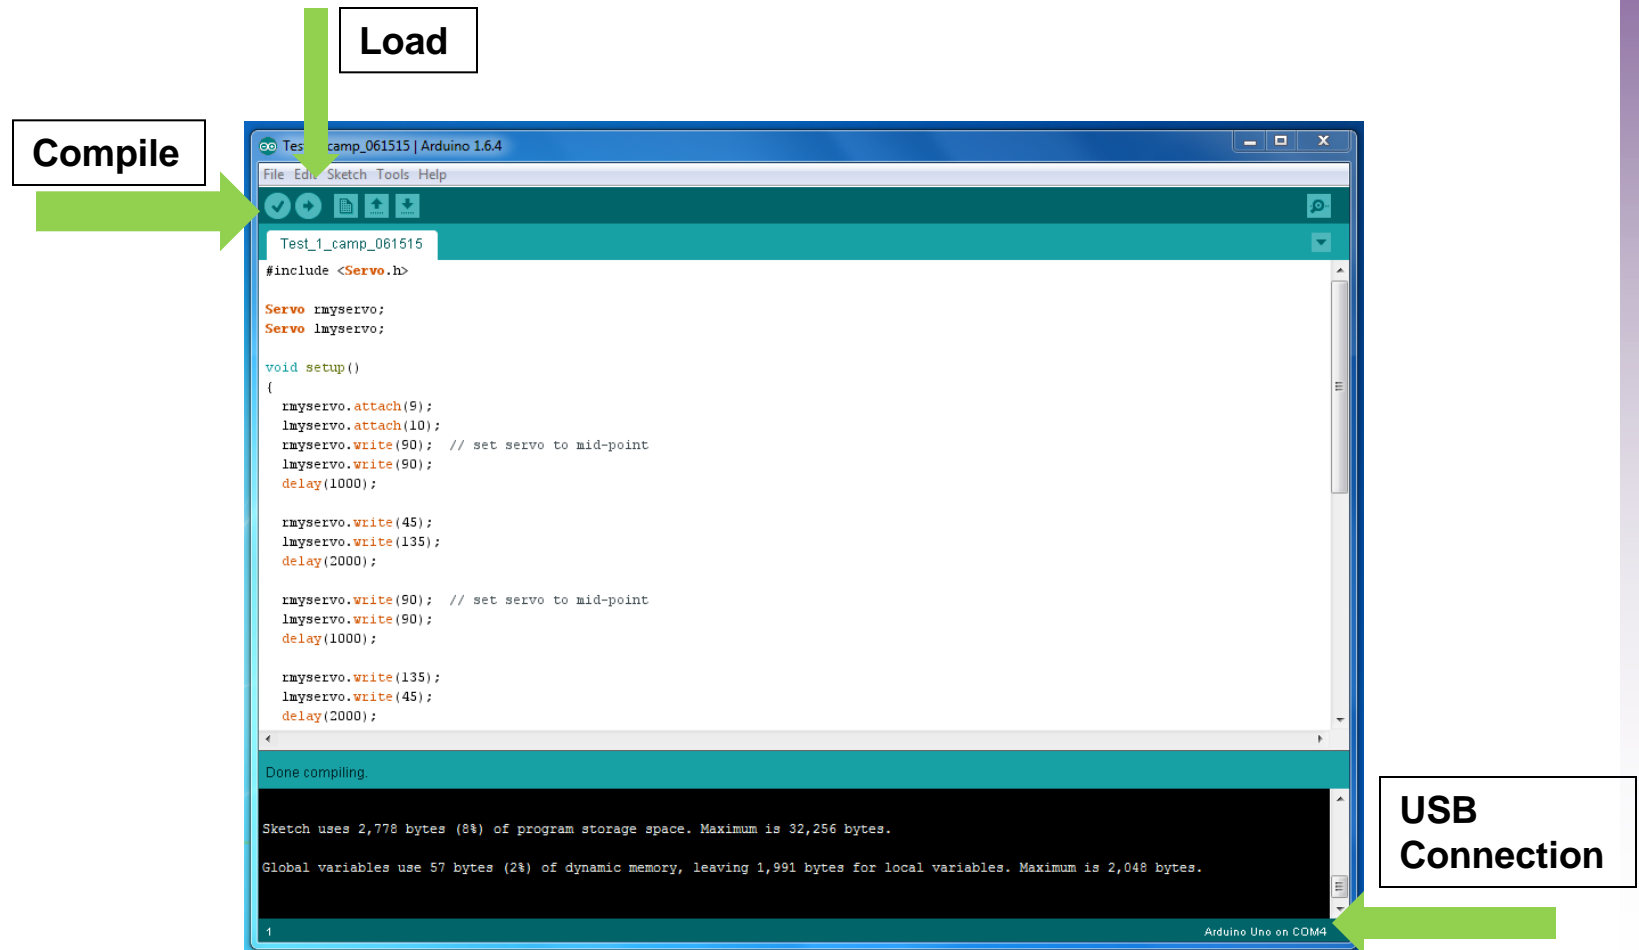 Load
Compile
Test_1_camp_061515 | Arduino 1.6.4
File Edit Sketch Tools Help
Test_1_camp_061515
#include <Servo.h>
Servo rmyservo;
Servo lmyservo;
void setup()
{
rmyservo.attach(9);
lmyservo.attach(10);
rmyservo.write(90);  // set servo to mid-point
lmyservo.write(90);
delay(1000);
rmyservo.write(45);
lmyservo.write(135);
delay(2000);
rmyservo.write(90);  // set servo to mid-point
lmyservo.write(90);
delay(1000);
rmyservo.write(135);
lmyservo.write(45);
delay(2000);
Done compiling.
Sketch uses 2,778 bytes (8%) of program storage space. Maximum is 32,256 bytes.
Global variables use 57 bytes (2%) of dynamic memory, leaving 1,991 bytes for local variables. Maximum is 2,048 bytes.
USB
Connection
1
Arduino Uno on COM4